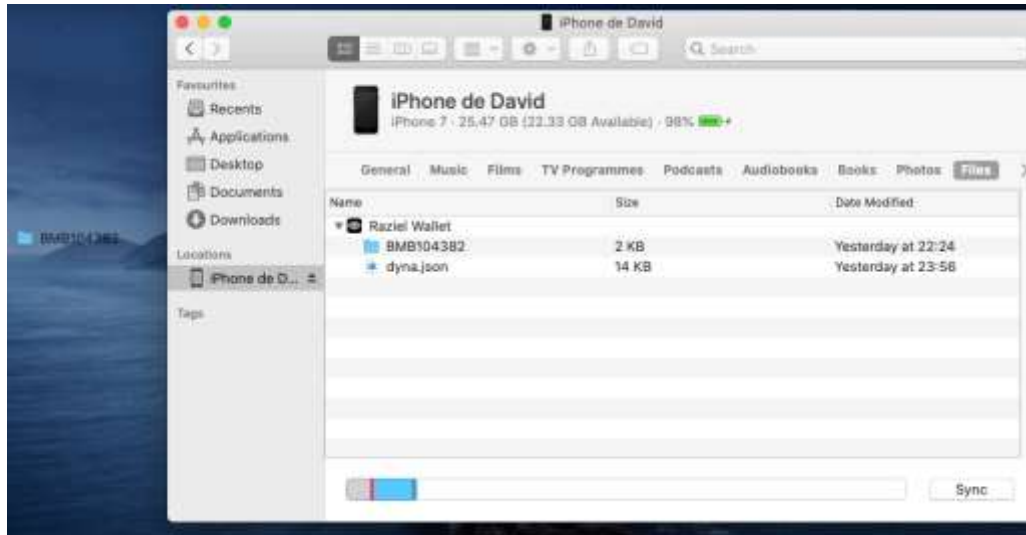 iPhone de David
Search
Favourites
Recents
Applications
Desktop
Documents
Downloads
Locations
iPhone de D...
Tags
iPhone de David
iPhone 7 · 25.47 GB (22.33 GB Available) · 98%
General Music Films TV Programmes Podcasts Audiobooks Books Photos Files
Name Size Date Modified
Raziel Wallet
BMB104382 2 KB Yesterday at 22:24
dyna.json 14 KB Yesterday at 23:56
Sync
BMB104382